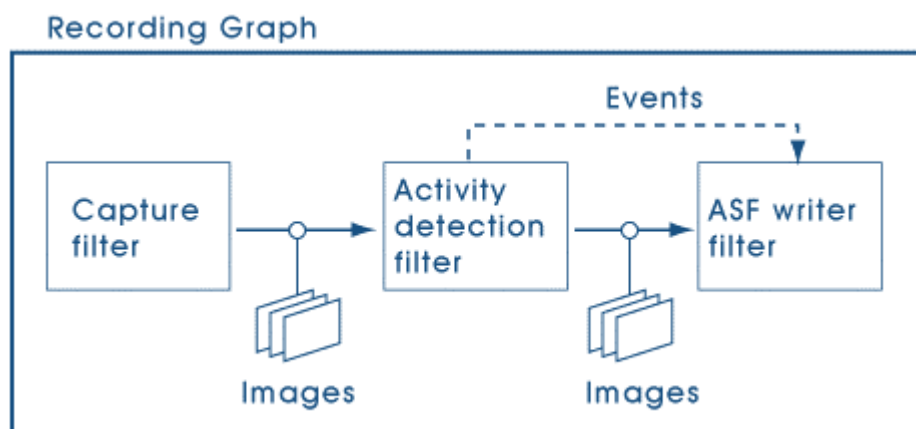 Recording Graph
Events
Capture
filter
Activity
detection
filter
ASF writer
filter
Images
Images